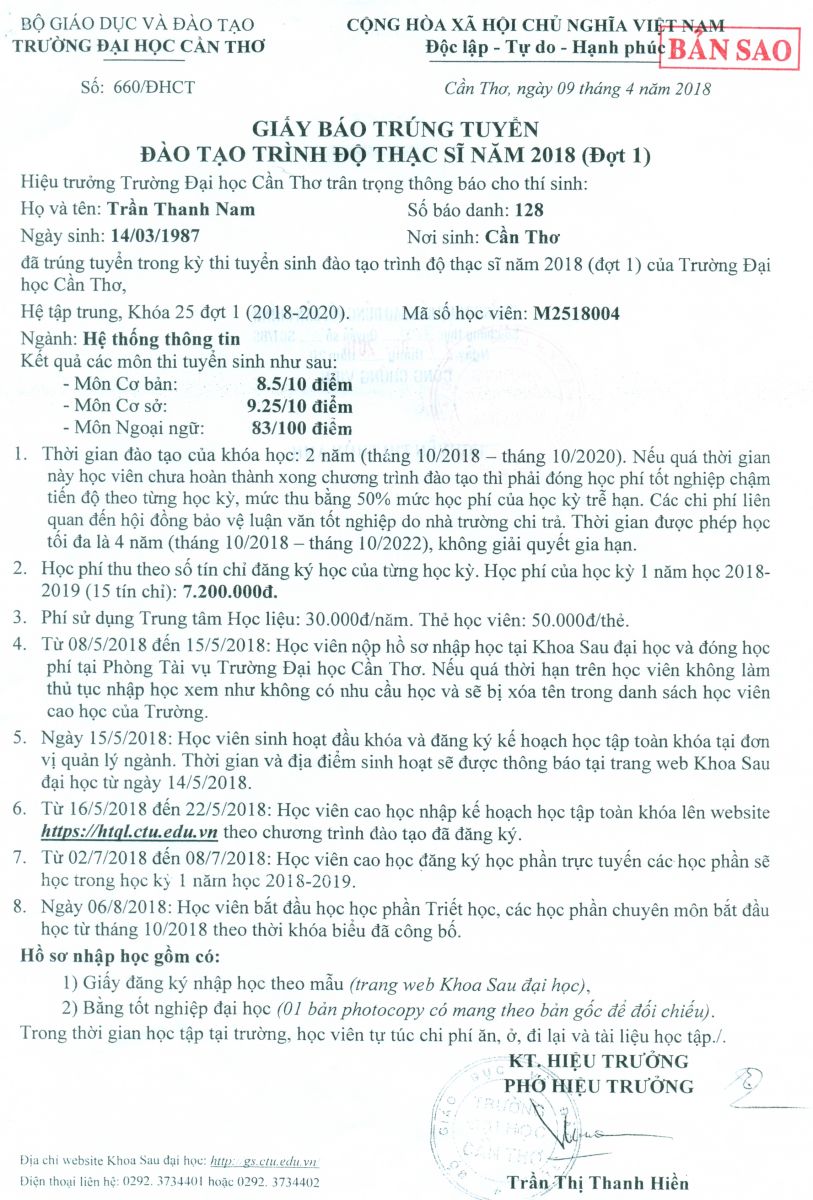 BỘ GIÁO DỤC VÀ ĐÀO TẠO
TRƯỜNG ĐẠI HỌC CẦN THƠ
CỘNG HÒA XÃ HỘI CHỦ NGHĨA VIỆT NAM
Độc lập - Tự do - Hạnh phúc
BẢN SAO
Số: 660/ĐHCT
Cần Thơ, ngày 09 tháng 4 năm 2018
GIẤY BÁO TRÚNG TUYỂN
ĐÀO TẠO TRÌNH ĐỘ THẠC SĨ NĂM 2018 (Đợt 1)
Hiệu trưởng Trường Đại học Cần Thơ trân trọng thông báo cho thí sinh:
Họ và tên: Trần Thanh Nam Số báo danh: 128
Ngày sinh: 14/03/1987 Nơi sinh: Cần Thơ
đã trúng tuyển trong kỳ thi tuyển sinh đào tạo trình độ thạc sĩ năm 2018 (đợt 1) của Trường Đại
học Cần Thơ,
Hệ tập trung, Khóa 25 đợt 1 (2018-2020). Mã số học viên: M2518004
Ngành: Hệ thống thông tin
Kết quả các môn thi tuyển sinh như sau:
- Môn Cơ bản: 8.5/10 điểm
- Môn Cơ sở: 9.25/10 điểm
- Môn Ngoại ngữ: 83/100 điểm
1. Thời gian đào tạo của khóa học: 2 năm (tháng 10/2018 – tháng 10/2020). Nếu quá thời gian
này học viên chưa hoàn thành xong chương trình đào tạo thì phải đóng học phí tốt nghiệp chậm
tiến độ theo từng học kỳ, mức thu bằng 50% mức học phí của học kỳ trễ hạn. Các chi phí liên
quan đến hội đồng bảo vệ luận văn tốt nghiệp do nhà trường chi trả. Thời gian được phép học
tối đa là 4 năm (tháng 10/2018 – tháng 10/2022), không giải quyết gia hạn.
2. Học phí thu theo số tín chỉ đăng ký học của từng học kỳ. Học phí của học kỳ 1 năm học 2018-
2019 (15 tín chỉ): 7.200.000đ.
3. Phí sử dụng Trung tâm Học liệu: 30.000đ/năm. Thẻ học viên: 50.000đ/thẻ.
4. Từ 08/5/2018 đến 15/5/2018: Học viên nộp hồ sơ nhập học tại Khoa Sau đại học và đóng học
phí tại Phòng Tài vụ Trường Đại học Cần Thơ. Nếu quá thời hạn trên học viên không làm
thủ tục nhập học xem như không có nhu cầu học và sẽ bị xóa tên trong danh sách học viên
cao học của Trường.
5. Ngày 15/5/2018: Học viên sinh hoạt đầu khóa và đăng ký kế hoạch học tập toàn khóa tại đơn
vị quản lý ngành. Thời gian và địa điểm sinh hoạt sẽ được thông báo tại trang web Khoa Sau
đại học từ ngày 14/5/2018.
6. Từ 16/5/2018 đến 22/5/2018: Học viên cao học nhập kế hoạch học tập toàn khóa lên website
https://htql.ctu.edu.vn theo chương trình đào tạo đã đăng ký.
7. Từ 02/7/2018 đến 08/7/2018: Học viên cao học đăng ký học phần trực tuyến các học phần sẽ
học trong học kỳ 1 năm học 2018-2019.
8. Ngày 06/8/2018: Học viên bắt đầu học học phần Triết học, các học phần chuyên môn bắt đầu
học từ tháng 10/2018 theo thời khóa biểu đã công bố.
Hồ sơ nhập học gồm có:
1) Giấy đăng ký nhập học theo mẫu (trang web Khoa Sau đại học),
2) Bằng tốt nghiệp đại học (01 bản photocopy có mang theo bản gốc để đối chiếu).
Trong thời gian học tập tại trường, học viên tự túc chi phí ăn, ở, đi lại và tài liệu học tập./.
KT. HIỆU TRƯỞNG
PHÓ HIỆU TRƯỞNG
TRƯỜNG
ĐẠI HỌC
CẦN THƠ
Trần Thị Thanh Hiền
Địa chỉ website Khoa Sau đại học: http://gs.ctu.edu.vn/
Điện thoại liên hệ: 0292. 3734401 hoặc 0292. 3734402